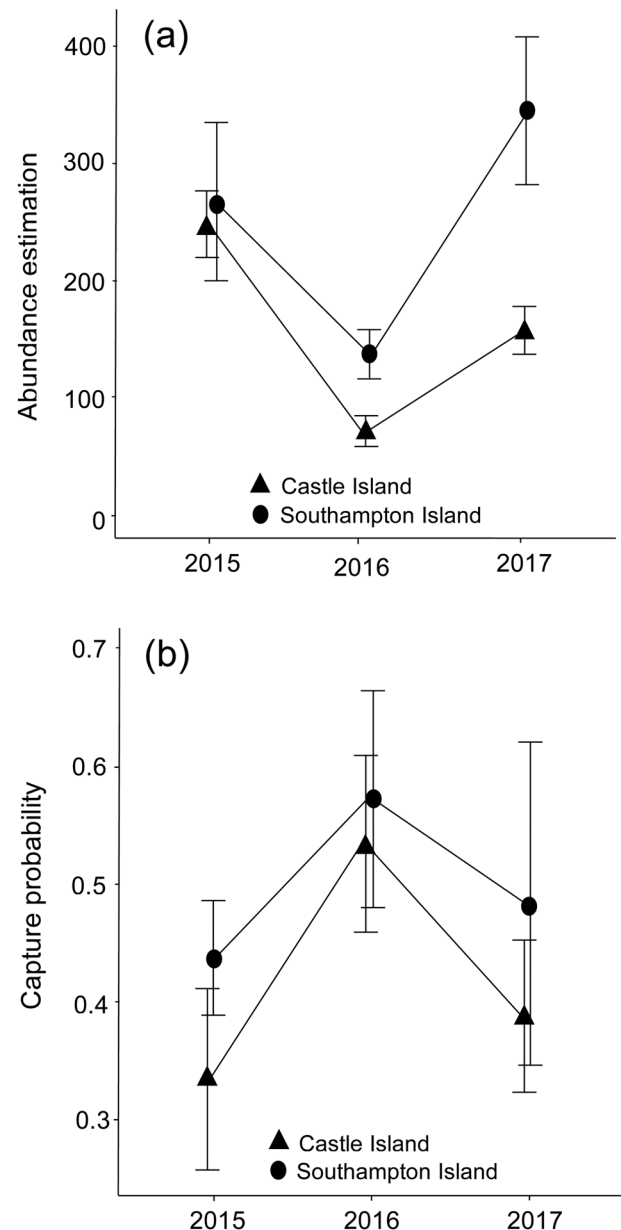 (a)
400
300
200
100
0
Abundance estimation
Castle Island
Southampton Island
2015 2016 2017
(b)
0.7
0.6
0.5
0.4
0.3
Capture probability
Castle Island
Southampton Island
2015 2016 2017